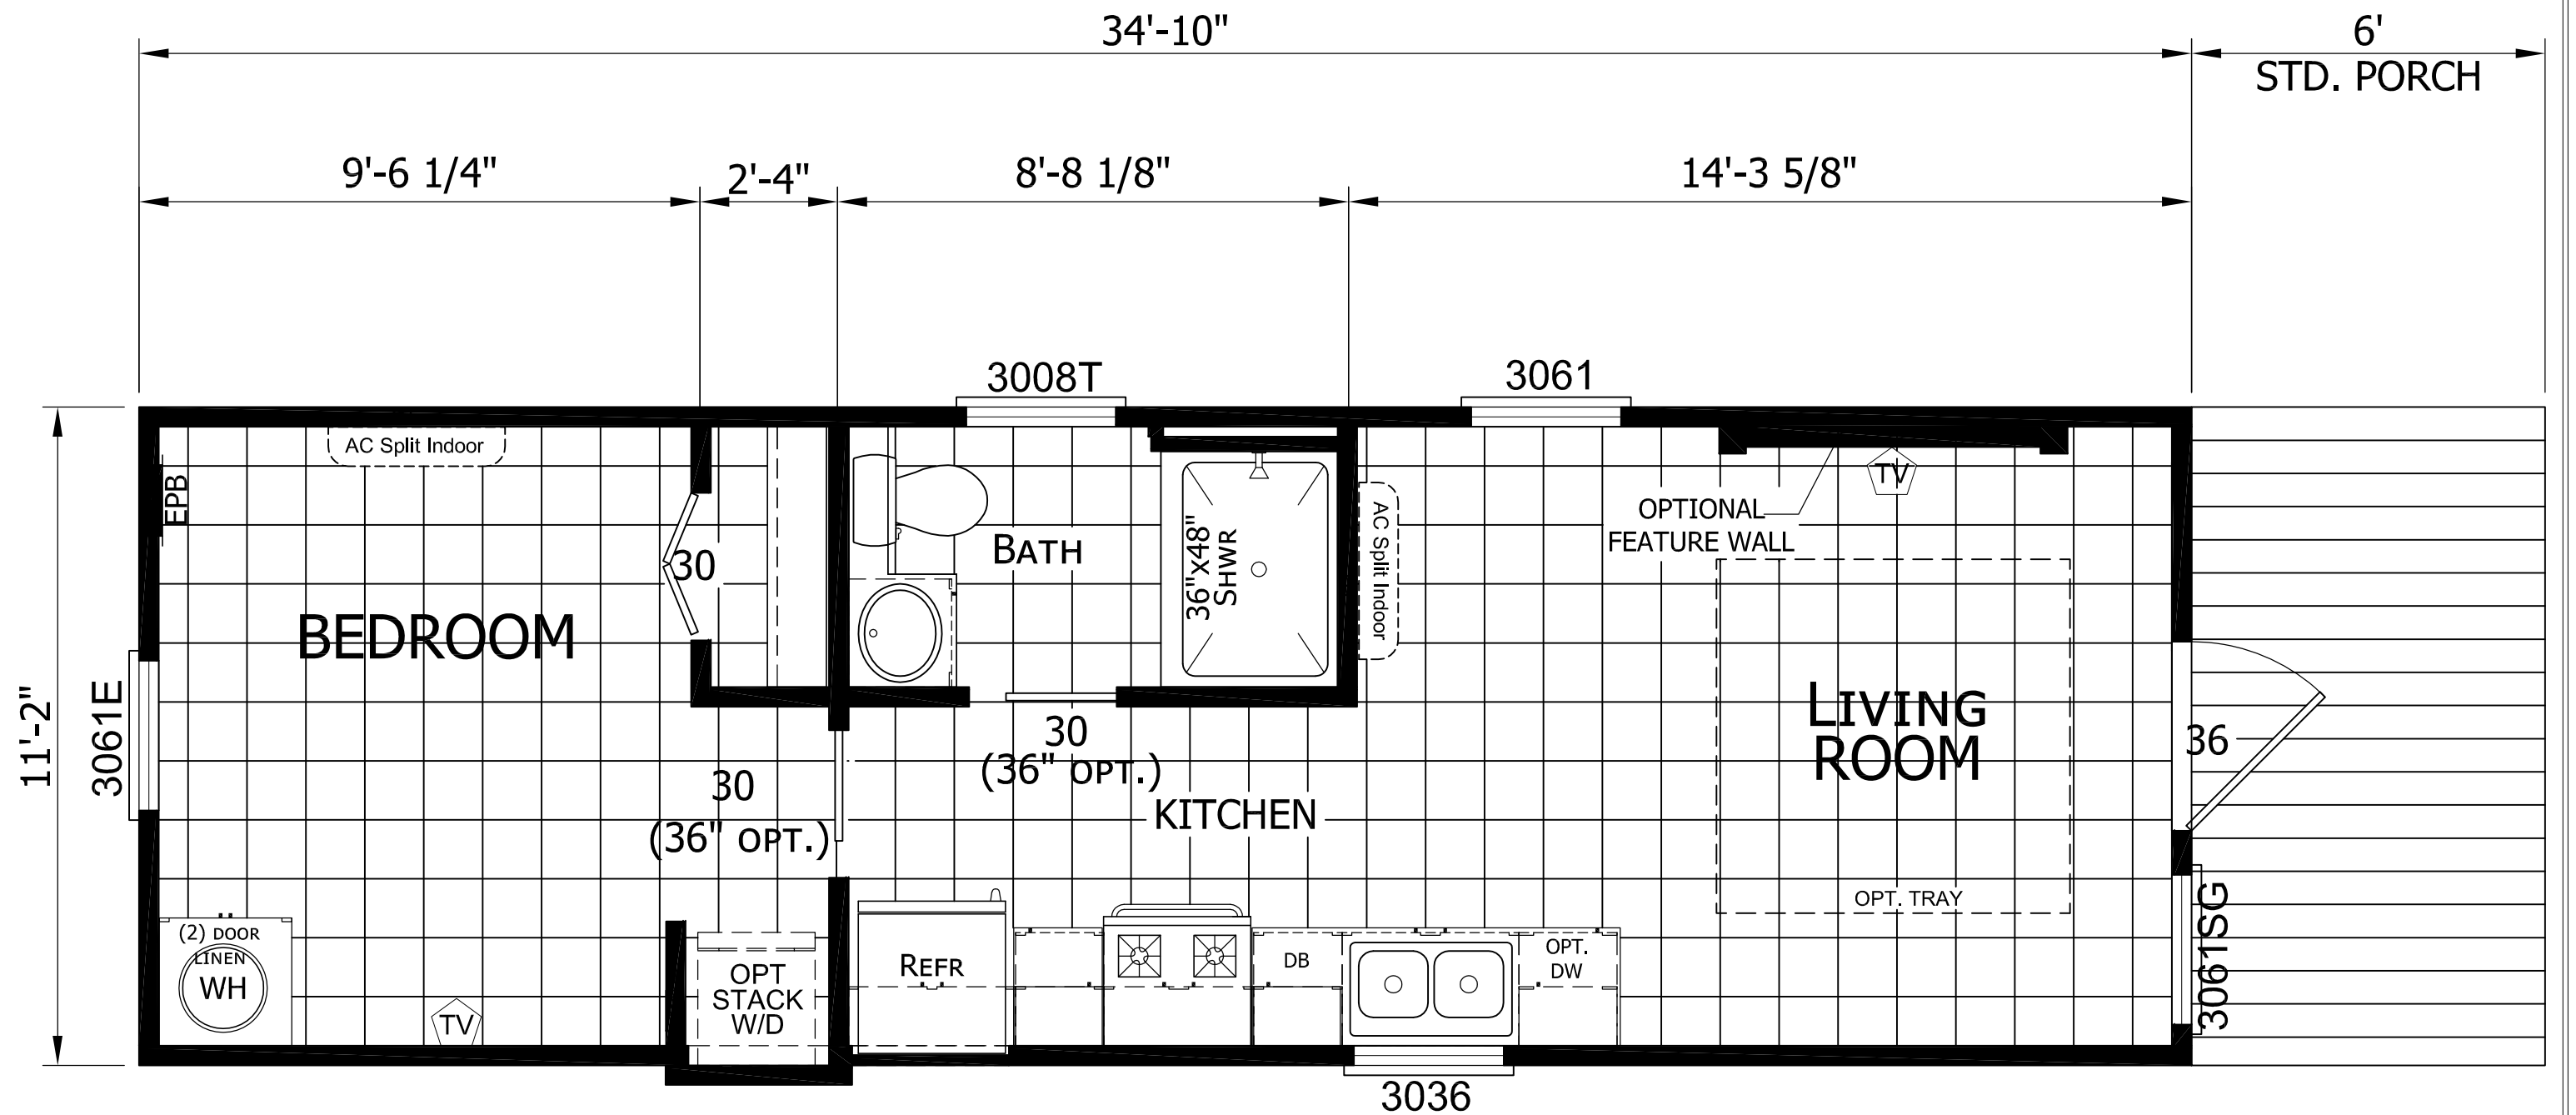 34'-10"
6'
STD. PORCH
9'-6 1/4"
2'-4"
8'-8 1/8"
14'-3 5/8"
3008T
3061
AC Split Indoor
EPB
TV
OPTIONAL
FEATURE WALL
30
BATH
36"x48"
SHWR
AC Split Indoor
BEDROOM
11'-2"
3061E
LIVING
ROOM
36
30
(36" OPT.)
30
(36" OPT.)
KITCHEN
OPT. TRAY
3061SG
(2) DOOR
LINEN
WH
TV
OPT
STACK
W/D
REFR
DB
OPT.
DW
3036